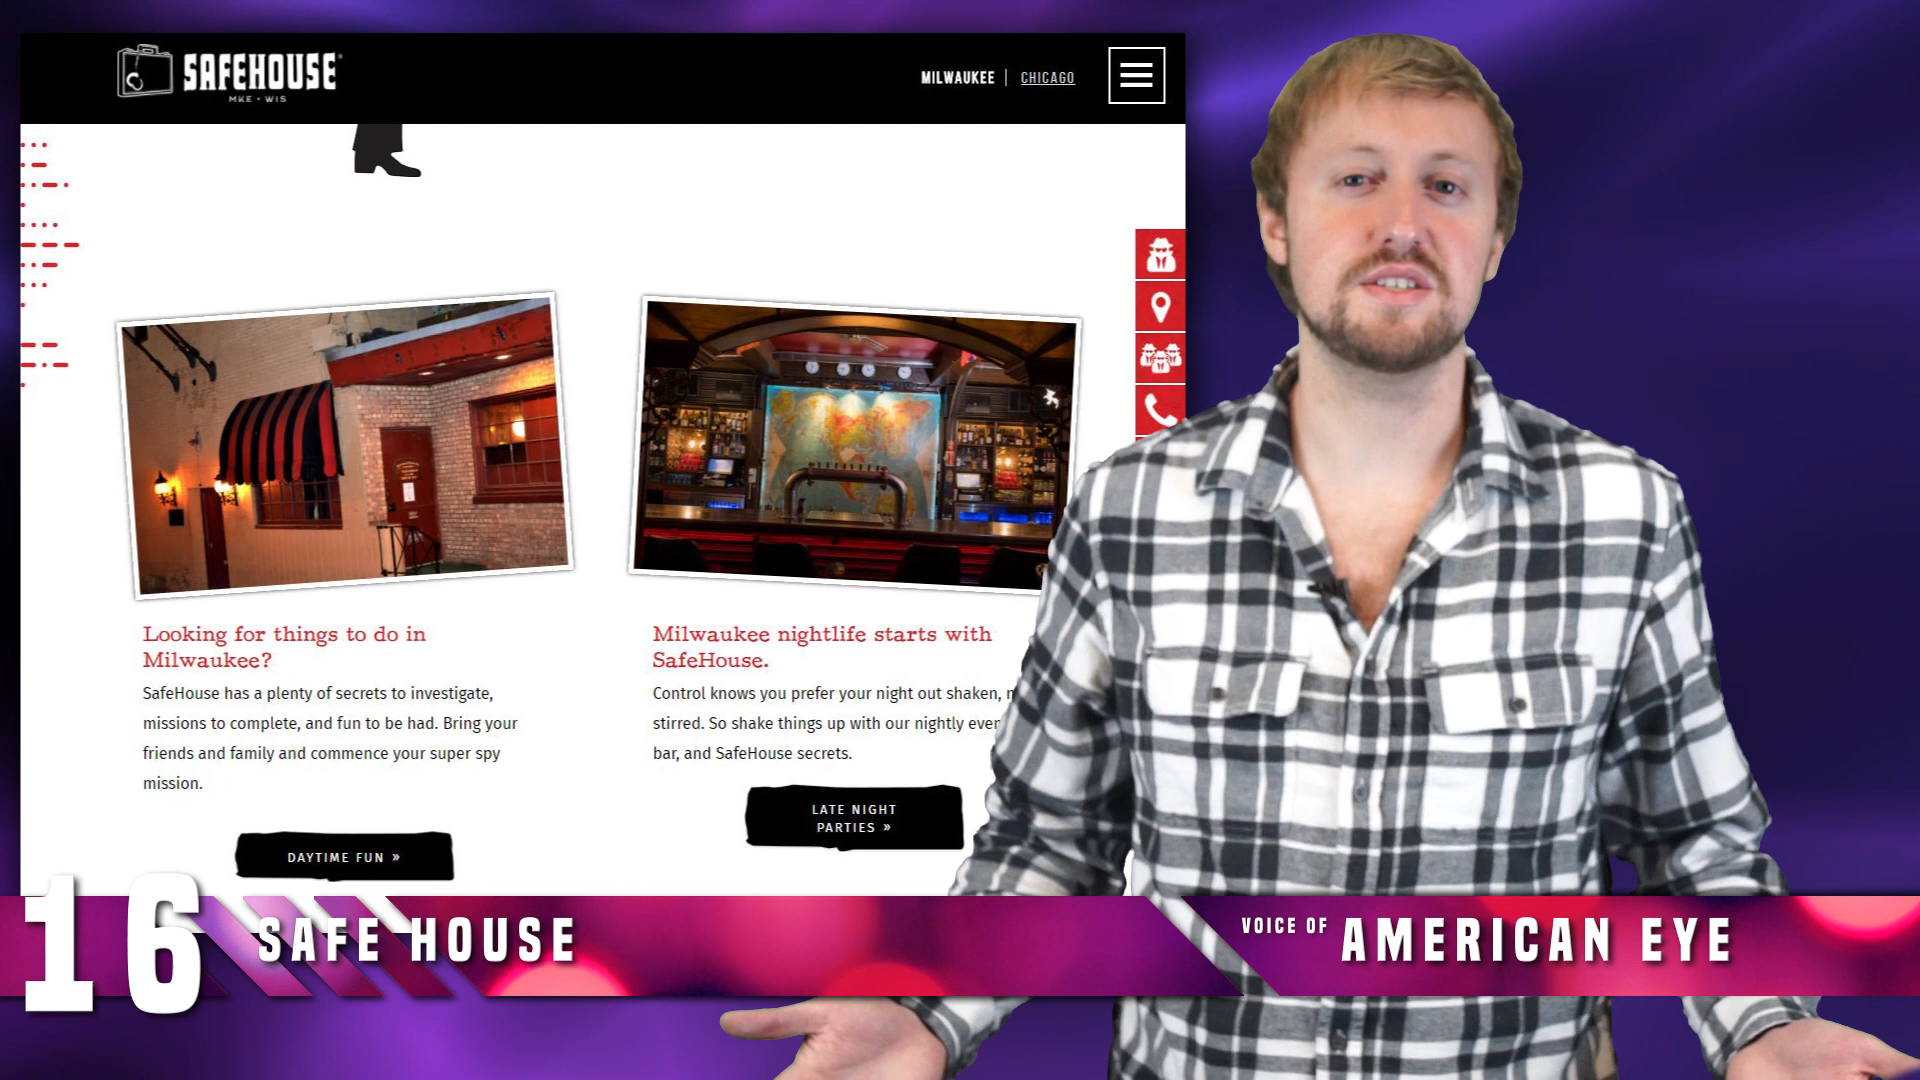 SAFEHOUSE
MKE • WIS
MILWAUKEE | CHICAGO
Looking for things to do in
Milwaukee?
SafeHouse has a plenty of secrets to investigate,
missions to complete, and fun to be had. Bring your
friends and family and commence your super spy
mission.
DAYTIME FUN »
Milwaukee nightlife starts with
SafeHouse.
Control knows you prefer your night out shaken,
stirred. So shake things up with our nightly
bar, and SafeHouse secrets.
LATE NIGHT
PARTIES »
16 SAFE HOUSE
VOICE OF AMERICAN EYE